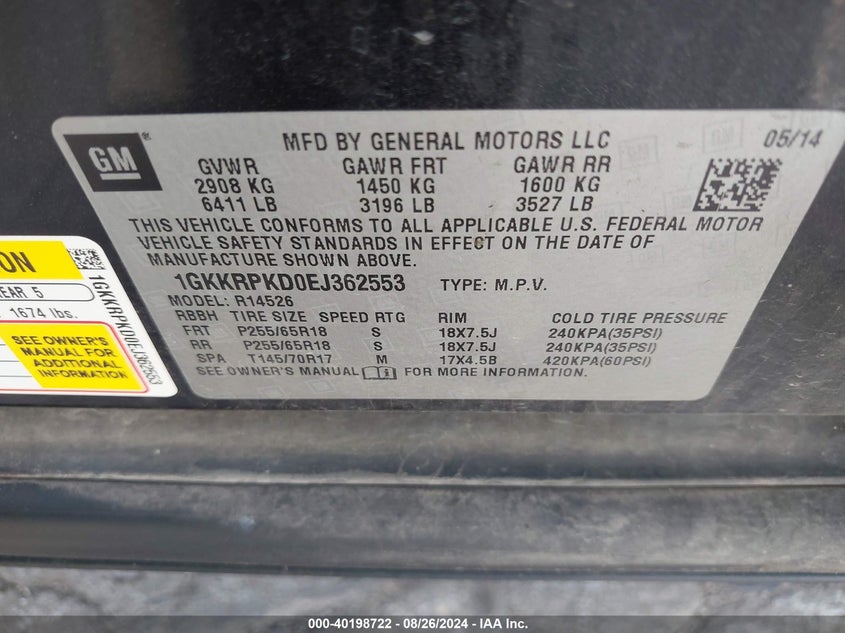 GM
MFD BY GENERAL MOTORS LLC
05/14
GVWR GAWR FRT GAWR RR
2908 KG 1450 KG 1600 KG
6411 LB 3196 LB 3527 LB
THIS VEHICLE CONFORMS TO ALL APPLICABLE U.S. FEDERAL MOTOR
VEHICLE SAFETY STANDARDS IN EFFECT ON THE DATE OF
MANUFACTURE SHOWN ABOVE.
1GKKRPKD0EJ362553 TYPE: M.P.V.
MODEL: R14526
RBBH TIRE SIZE SPEED RTG RIM COLD TIRE PRESSURE
FRT P255/65R18 S 18X7.5J 240KPA(35PSI)
RR P255/65R18 S 18X7.5J 240KPA(35PSI)
SPA T145/70R17 M 17X4.5B 420KPA(60PSI)
SEE OWNER'S MANUAL FOR MORE INFORMATION.
ON
EAR 5
1674 lbs.
SEE OWNER'S
MANUAL FOR
ADDITIONAL
INFORMATION
1GKKRPKD0EJ362553
000-40198722 - 08/26/2024 - IAA Inc.